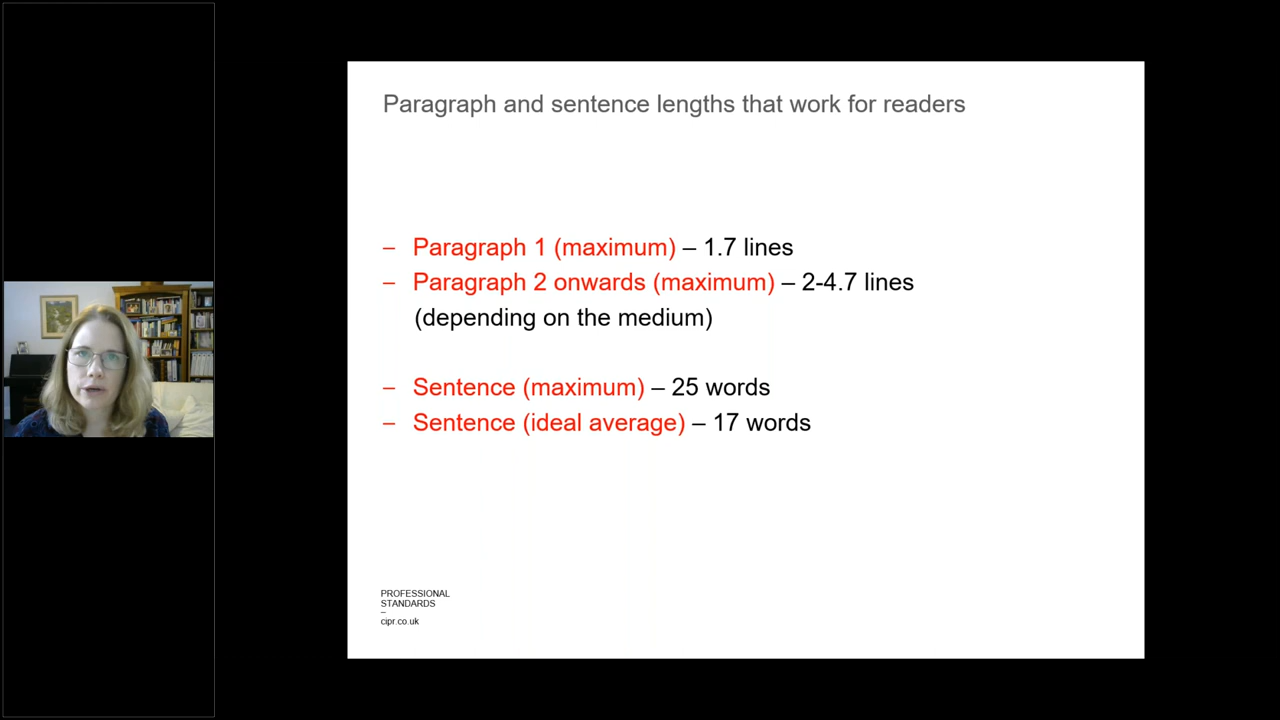 Paragraph and sentence lengths that work for readers
– Paragraph 1 (maximum) – 1.7 lines
– Paragraph 2 onwards (maximum) – 2-4.7 lines
(depending on the medium)
– Sentence (maximum) – 25 words
– Sentence (ideal average) – 17 words
PROFESSIONAL
STANDARDS
–
cipr.co.uk